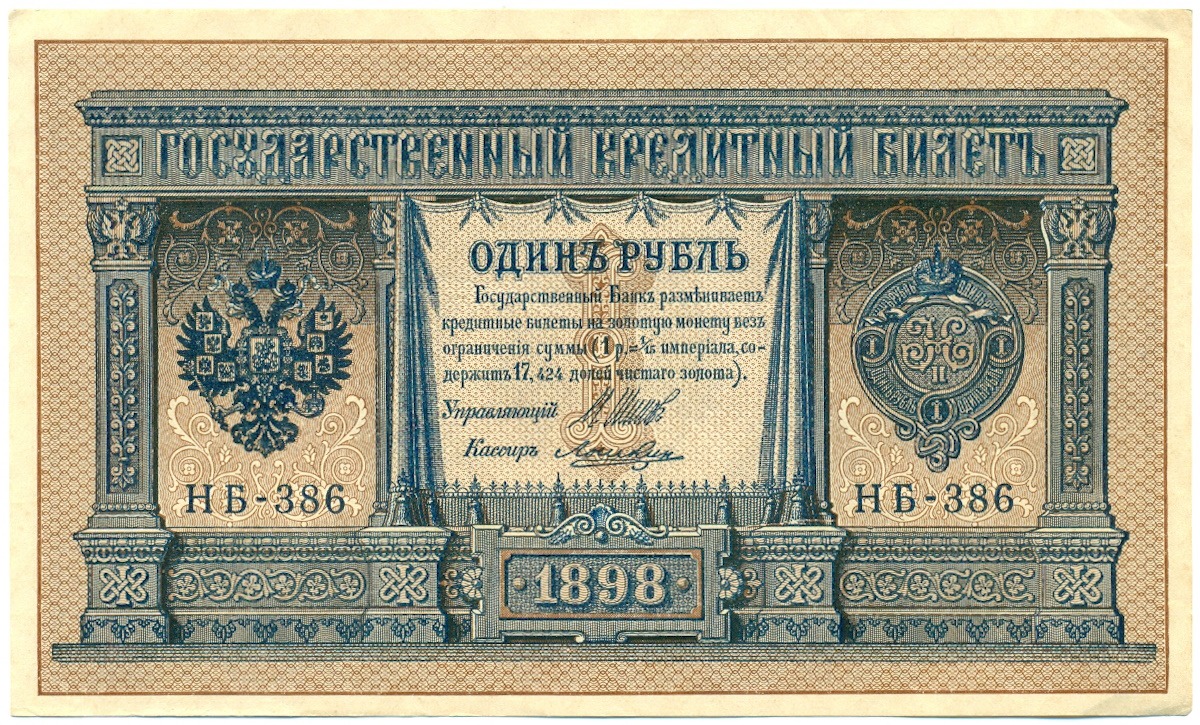 ГОСУДАРСТВЕННЫЙ КРЕДИТНЫЙ БИЛЕТЪ
ОДИНЪ РУБЛЬ
Государственный Банкъ размѣниваетъ
кредитные билеты на золотую монету безъ
ограниченія суммы (1 р.= 1/15 имперіала, со-
держитъ 17,424 долей чистаго золота).
Управляющій
Кассиръ
НБ-386
НБ-386
1898